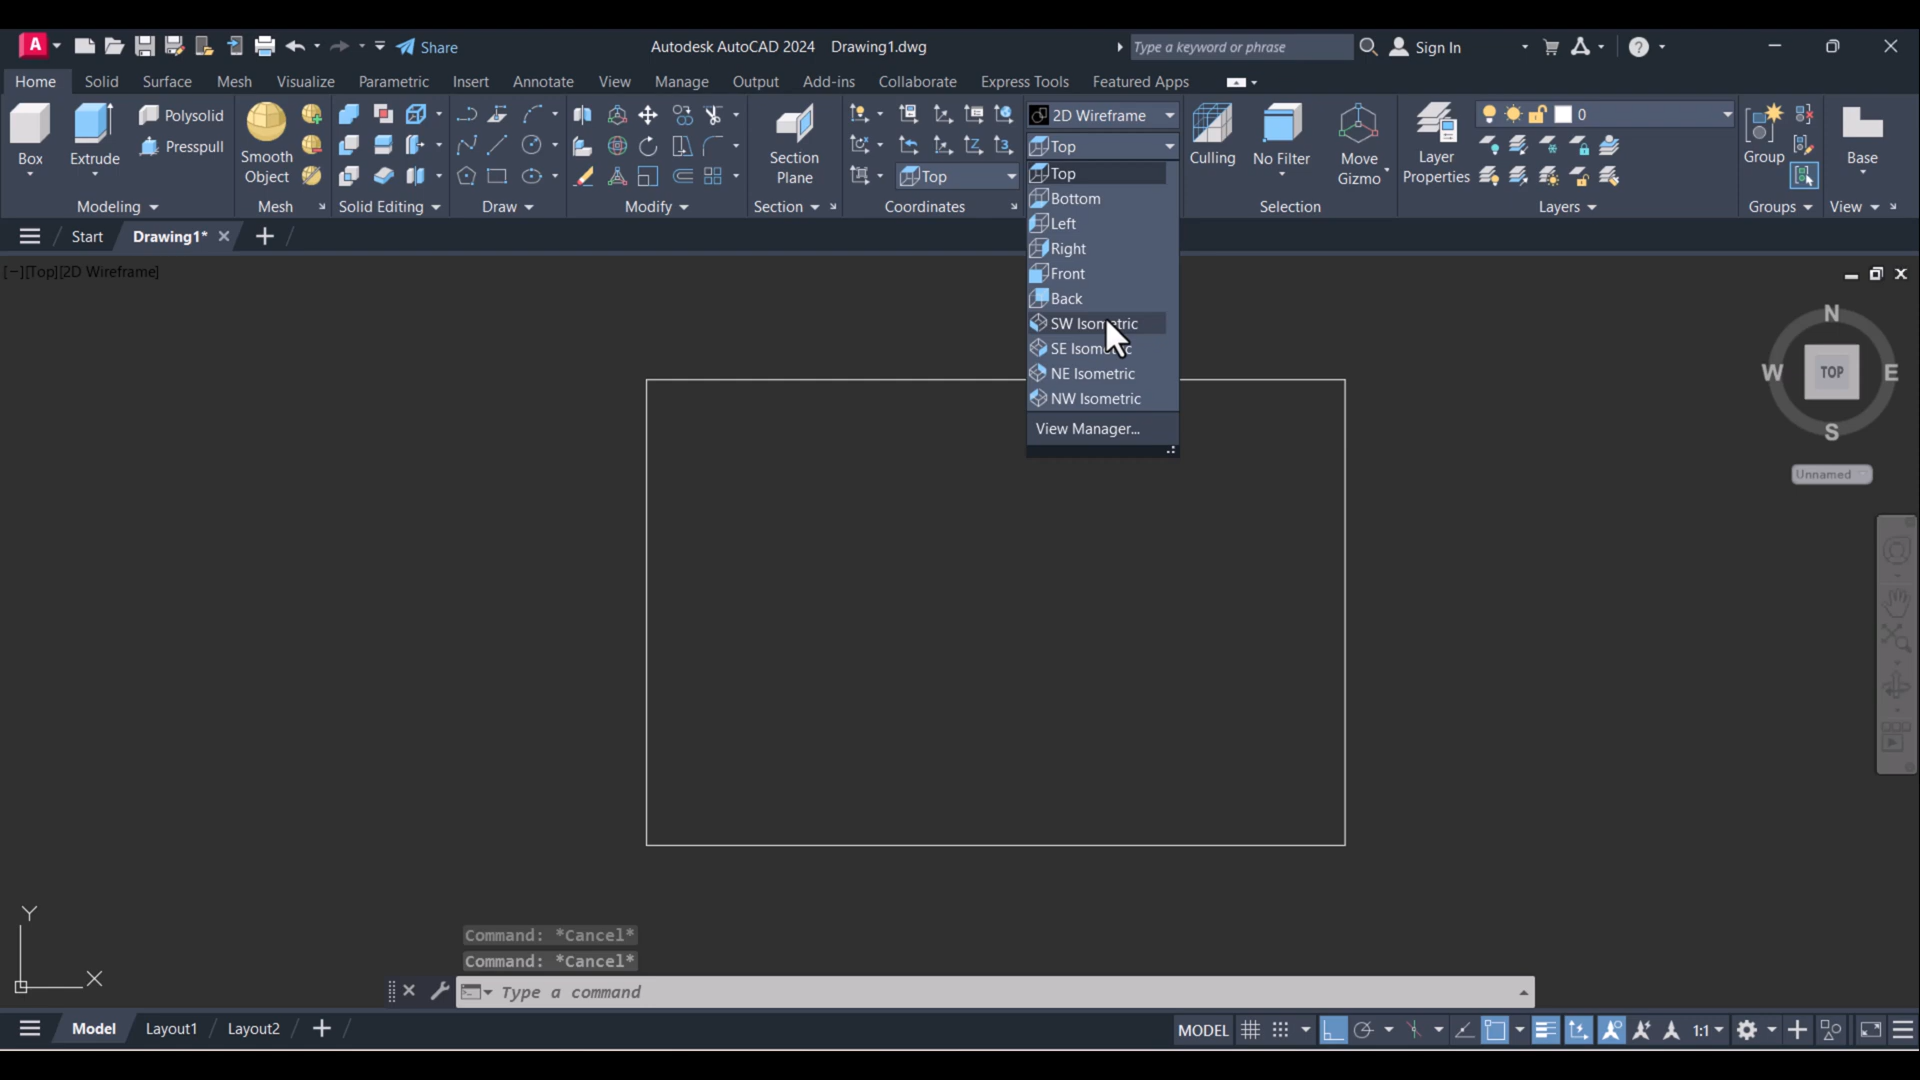 A Share Autodesk AutoCAD 2024 Drawing1.dwg Type a keyword or phrase Sign In
Home Solid Surface Mesh Visualize Parametric Insert Annotate View Manage Output Add-ins Collaborate Express Tools Featured Apps
Box
Extrude
Polysolid
Presspull
Modeling
Smooth
Object
Mesh
Solid Editing
Draw
Modify
Section
Plane
Section
Top
Coordinates
2D Wireframe
Top
Top
Bottom
Left
Right
Front
Back
SW Isometric
SE Isometric
NE Isometric
NW Isometric
View Manager...
Culling
No Filter
Move
Gizmo
Selection
Layer
Properties
0
Layers
Group
Groups
Base
View
Start Drawing1*
[−][Top][2D Wireframe]
N
W TOP E
S
Unnamed
Y
X
Command: *Cancel*
Command: *Cancel*
Type a command
Model Layout1 Layout2
MODEL 1:1